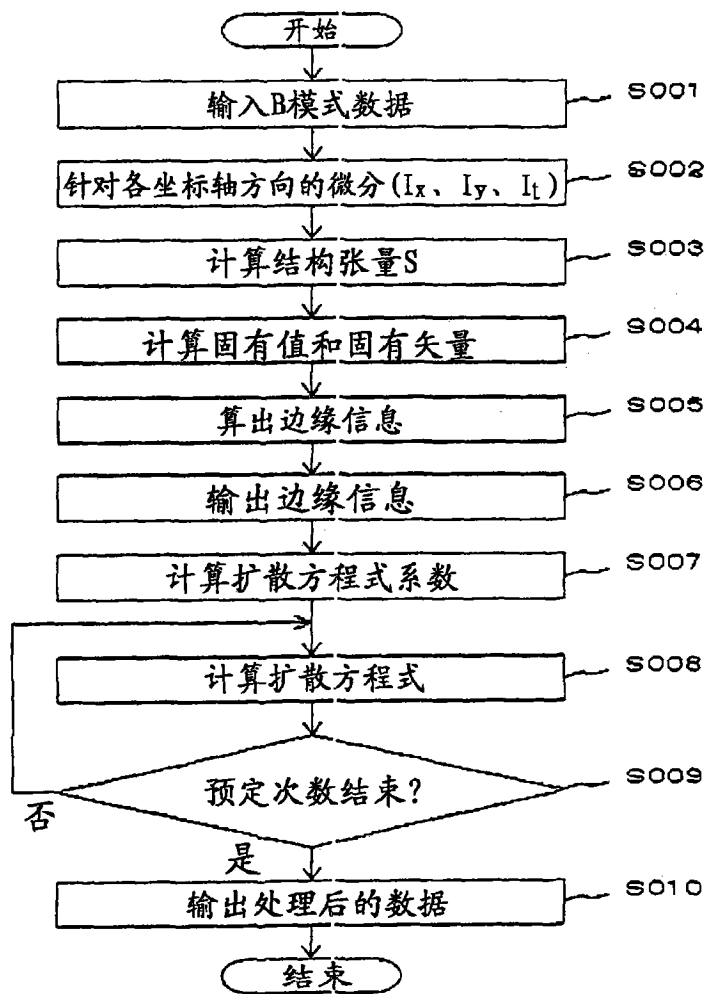 开始
输入B模式数据
S001
针对各坐标轴方向的微分(Ix、Iy、It)
S002
计算结构张量S
S003
计算固有值和固有矢量
S004
算出边缘信息
S005
输出边缘信息
S006
计算扩散方程式系数
S007
计算扩散方程式
S008
预定次数结束?
S009
否
是
输出处理后的数据
S010
结束